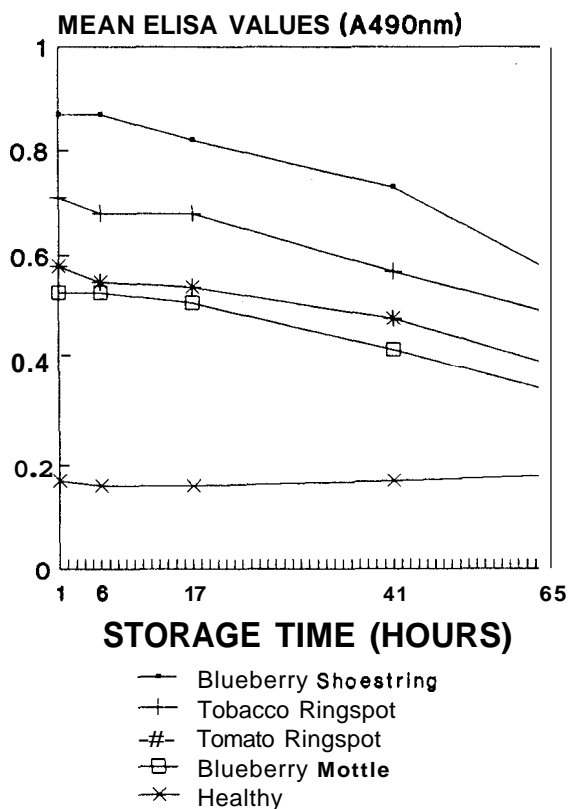 MEAN ELISA VALUES (A490nm)
1
0.8
0.6
0.4
0.2
0
1 6 17 41 65
STORAGE TIME (HOURS)
Blueberry Shoestring
Tobacco Ringspot
-#- Tomato Ringspot
Blueberry Mottle
Healthy